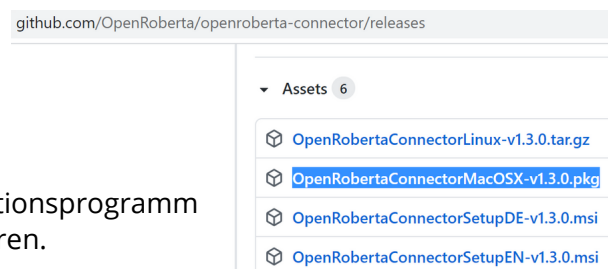 github.com/OpenRoberta/openroberta-connector/releases
Assets 6
OpenRobertaConnectorLinux-v1.3.0.tar.gz
OpenRobertaConnectorMacOSX-v1.3.0.pkg
OpenRobertaConnectorSetupDE-v1.3.0.msi
OpenRobertaConnectorSetupEN-v1.3.0.msi
tionsprogramm
ren.